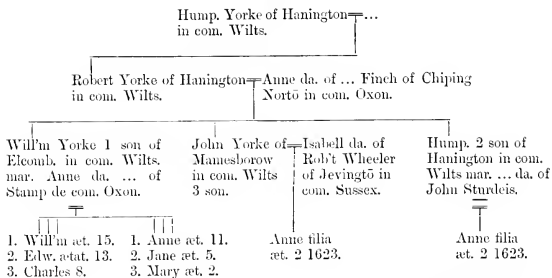 Hump. Yorke of Hanington=...
in com. Wilts.
Robert Yorke of Hanington=Anne da. of ... Finch of Chiping
in com. Wilts.
Nortō in com. Oxon.
Will'm Yorke 1 son of
Elcomb. in com. Wilts.
mar. Anne da. ... of
Stamp de com. Oxon.
John Yorke of
Mamesborow
in com. Wilts
3 son.
=Isabell da. of
Rob't Wheeler
of Jevingtō in
com. Sussex.
Hump. 2 son of
Hanington in com.
Wilts mar. ... da. of
John Sturdeis.
1. Will'm æt. 15.
2. Edw. ætat. 13.
3. Charles 8.
1. Anne æt. 11.
2. Jane æt. 5.
3. Mary æt. 2.
Anne filia
æt. 2 1623.
Anne filia
æt. 2 1623.